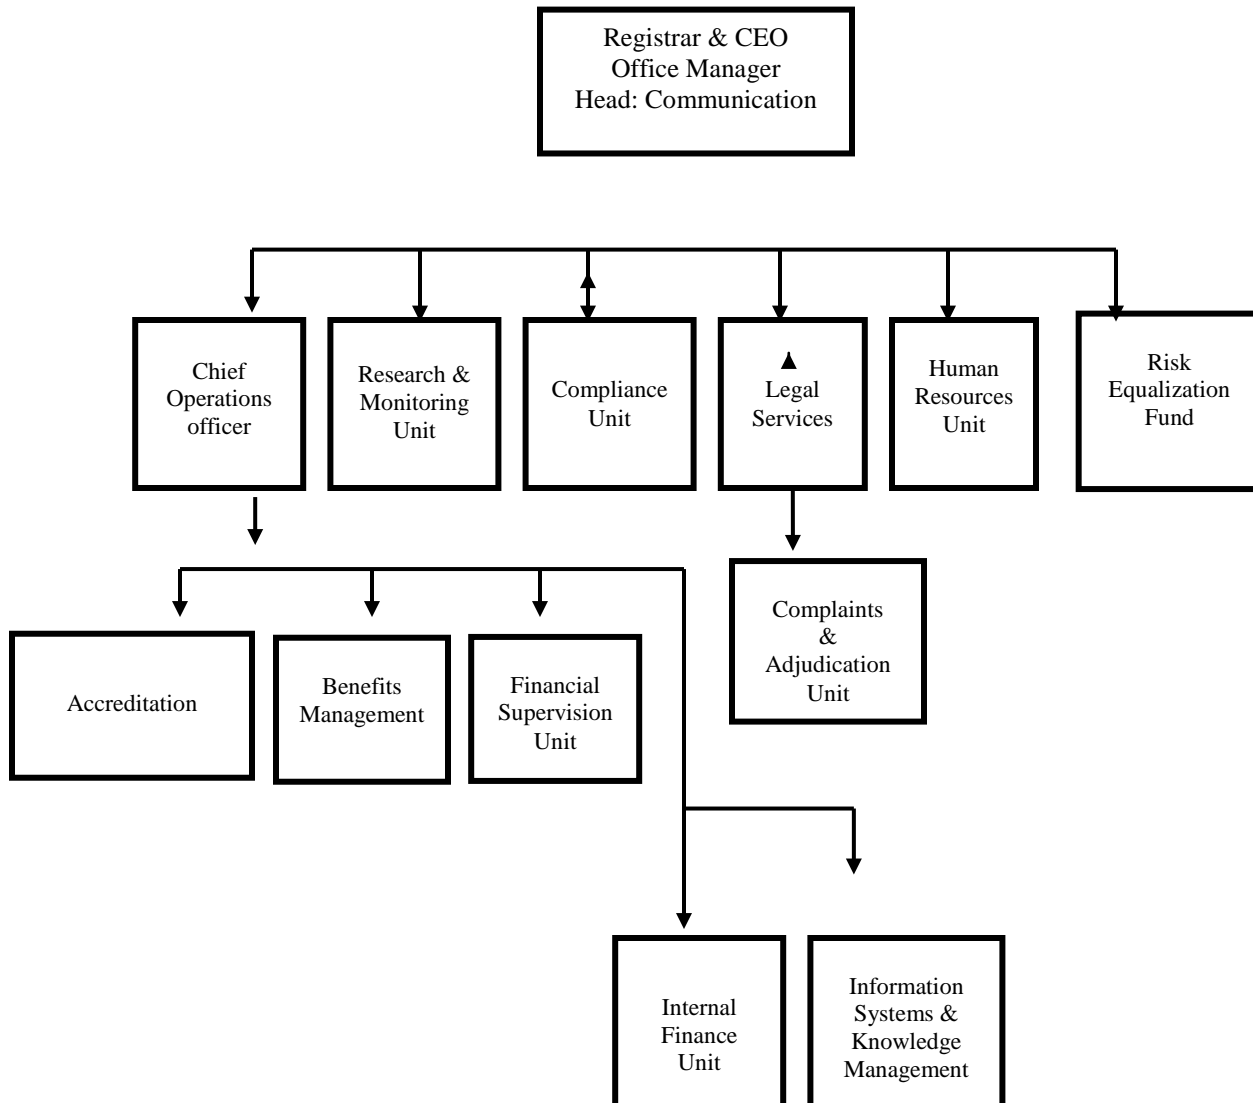 Registrar & CEO
Office Manager
Head: Communication
Chief
Operations
officer
Research &
Monitoring
Unit
Compliance
Unit
Legal
Services
Human
Resources
Unit
Risk
Equalization
Fund
Accreditation
Benefits
Management
Financial
Supervision
Unit
Complaints
&
Adjudication
Unit
Internal
Finance
Unit
Information
Systems &
Knowledge
Management